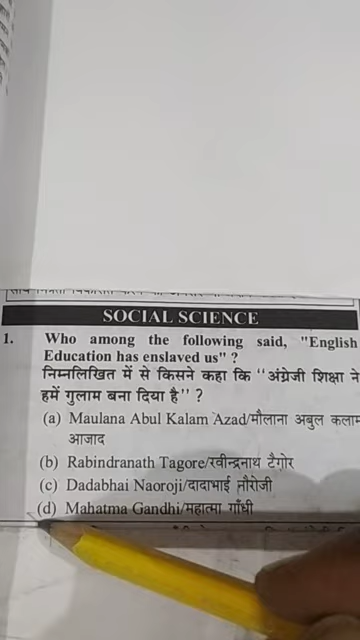 SOCIAL SCIENCE
1. Who among the following said, "English
Education has enslaved us" ?
निम्नलिखित में से किसने कहा कि ‘‘अंग्रेजी शिक्षा ने
हमें गुलाम बना दिया है’’ ?
(a) Maulana Abul Kalam Azad/मौलाना अबुल कलाम
आजाद
(b) Rabindranath Tagore/रवीन्द्रनाथ टैगोर
(c) Dadabhai Naoroji/दादाभाई नौरोजी
(d) Mahatma Gandhi/महात्मा गाँधी